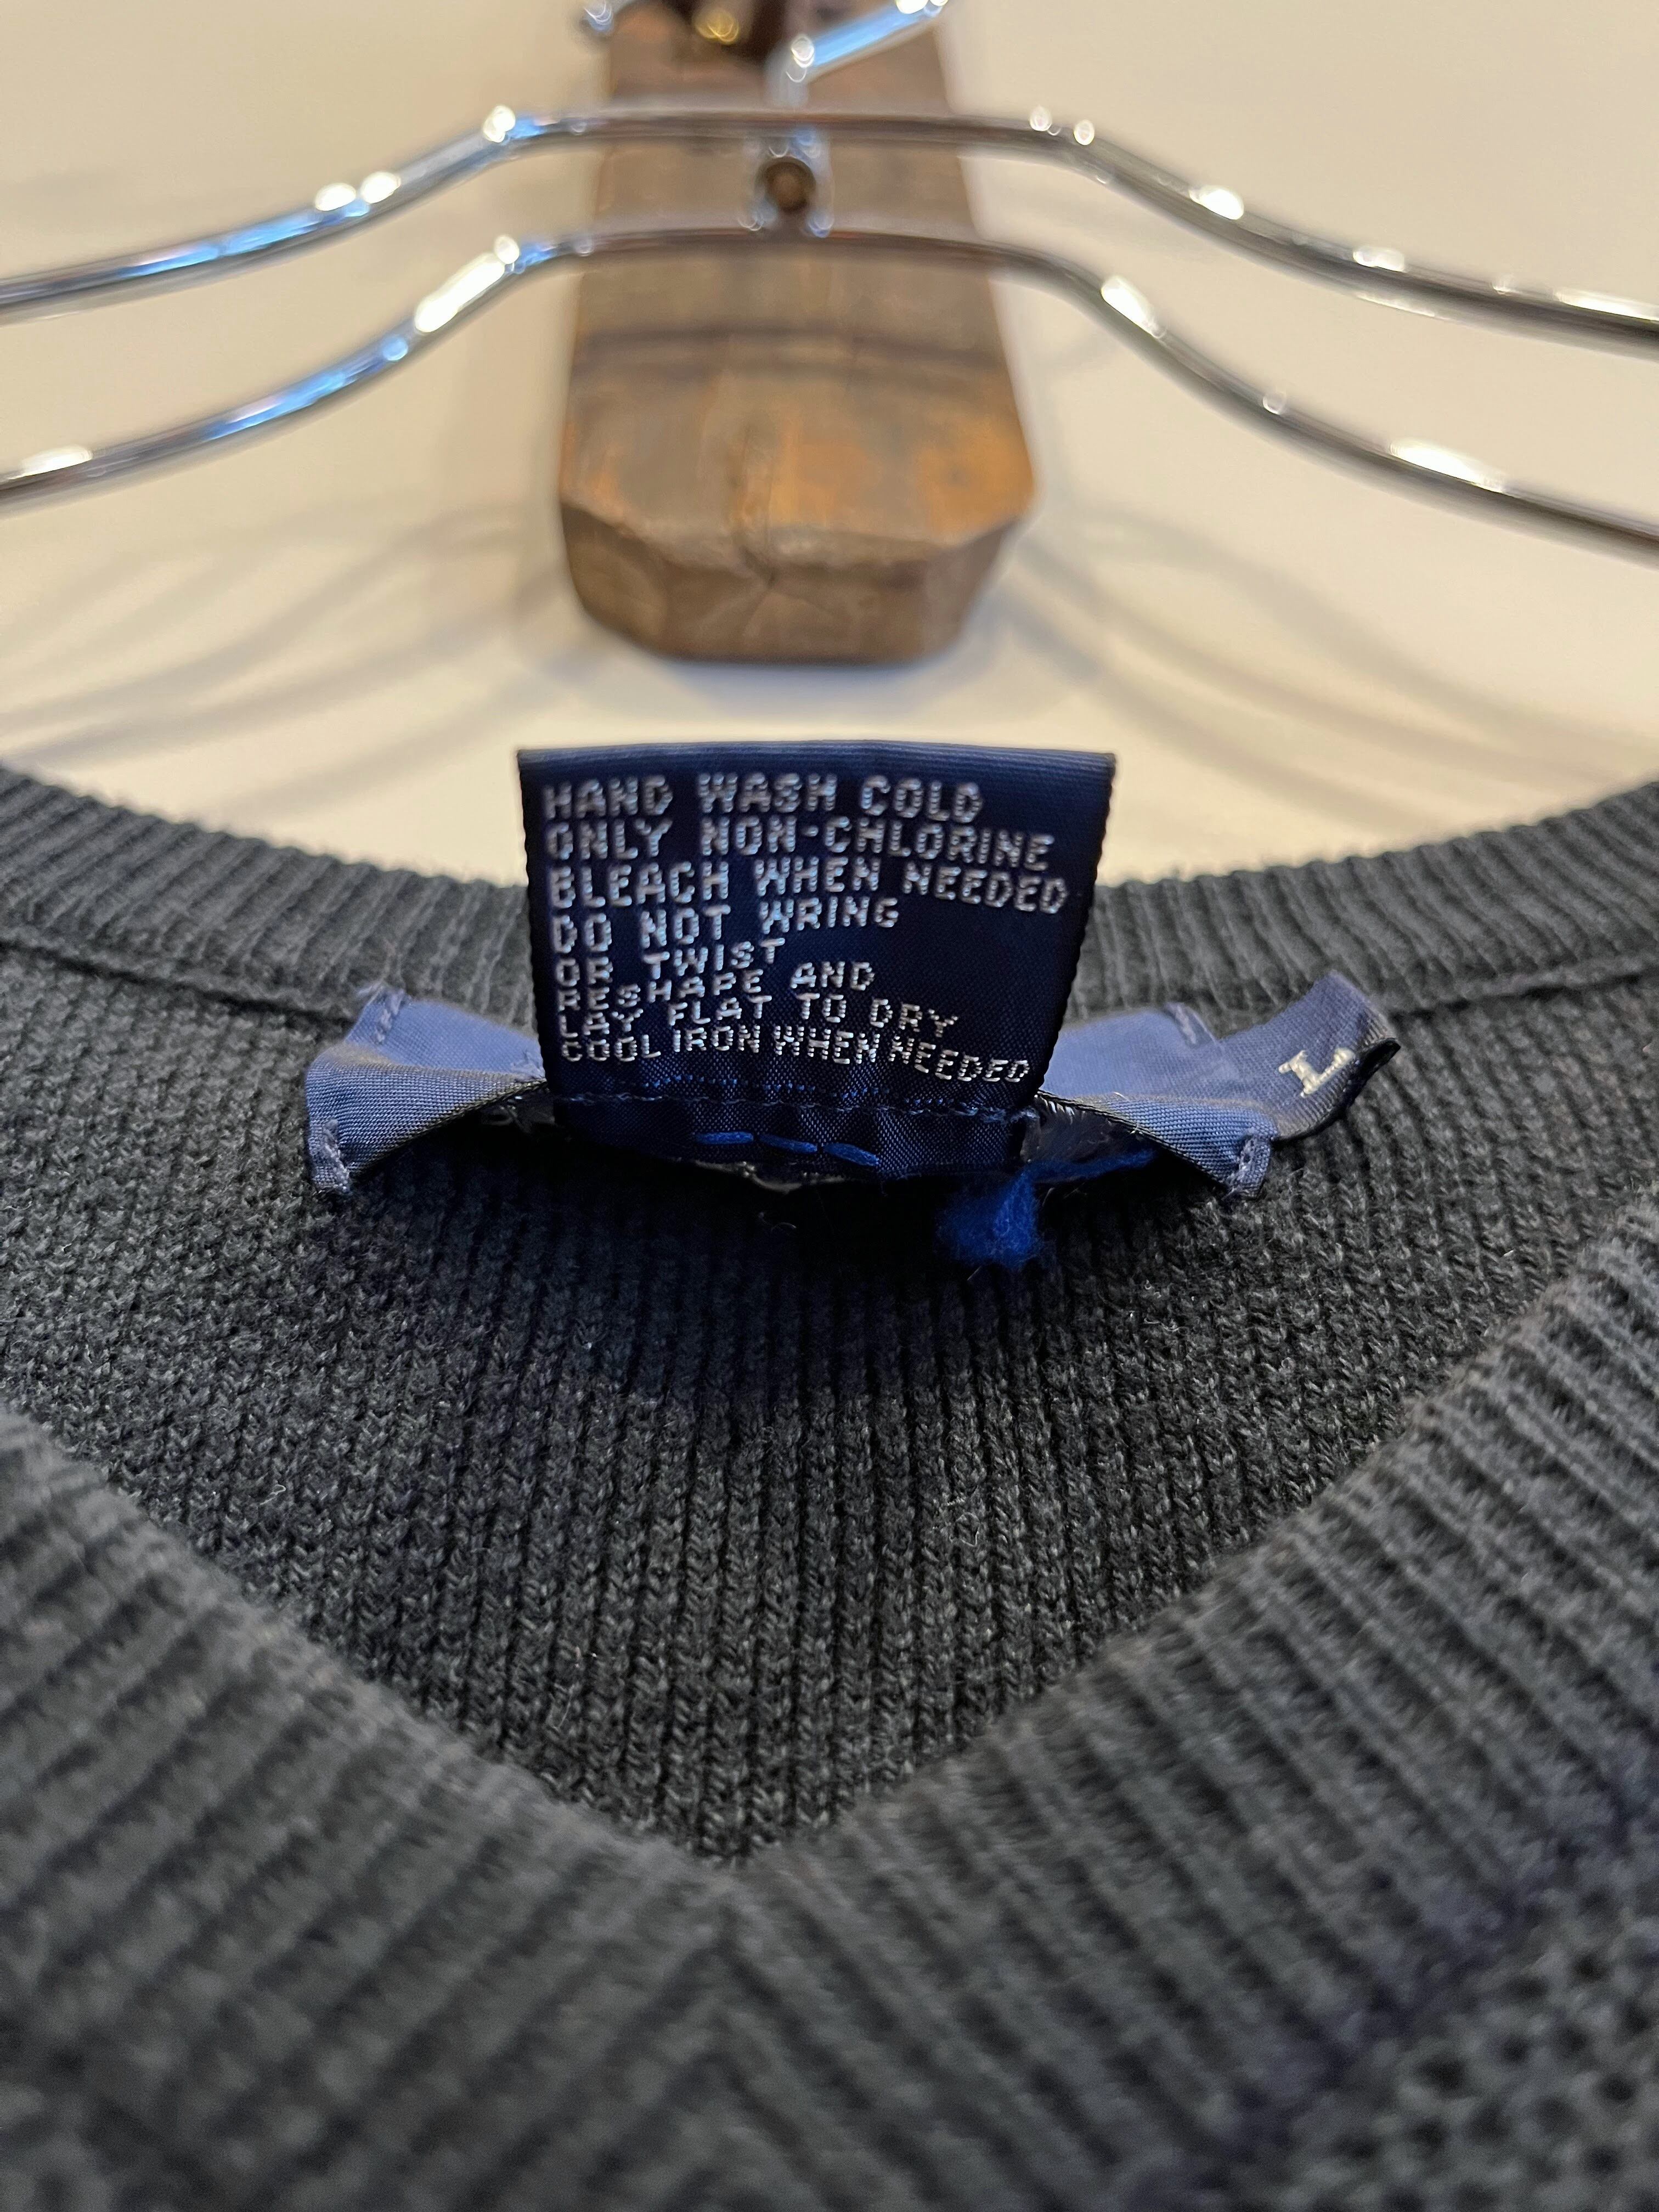 HAND WASH COLD
ONLY NON-CHLORINE
BLEACH WHEN NEEDED
DO NOT WRING
OR TWIST
RESHAPE AND
LAY FLAT TO DRY
COOL IRON WHEN NEEDED
L